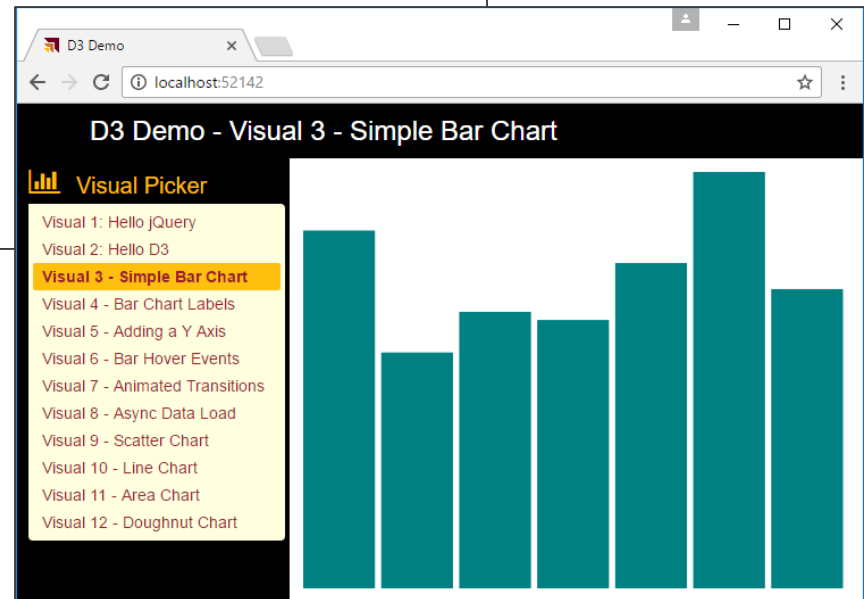 D3 Demo
localhost:52142
D3 Demo - Visual 3 - Simple Bar Chart
Visual Picker
Visual 1: Hello jQuery
Visual 2: Hello D3
Visual 3 - Simple Bar Chart
Visual 4 - Bar Chart Labels
Visual 5 - Adding a Y Axis
Visual 6 - Bar Hover Events
Visual 7 - Animated Transitions
Visual 8 - Async Data Load
Visual 9 - Scatter Chart
Visual 10 - Line Chart
Visual 11 - Area Chart
Visual 12 - Doughnut Chart